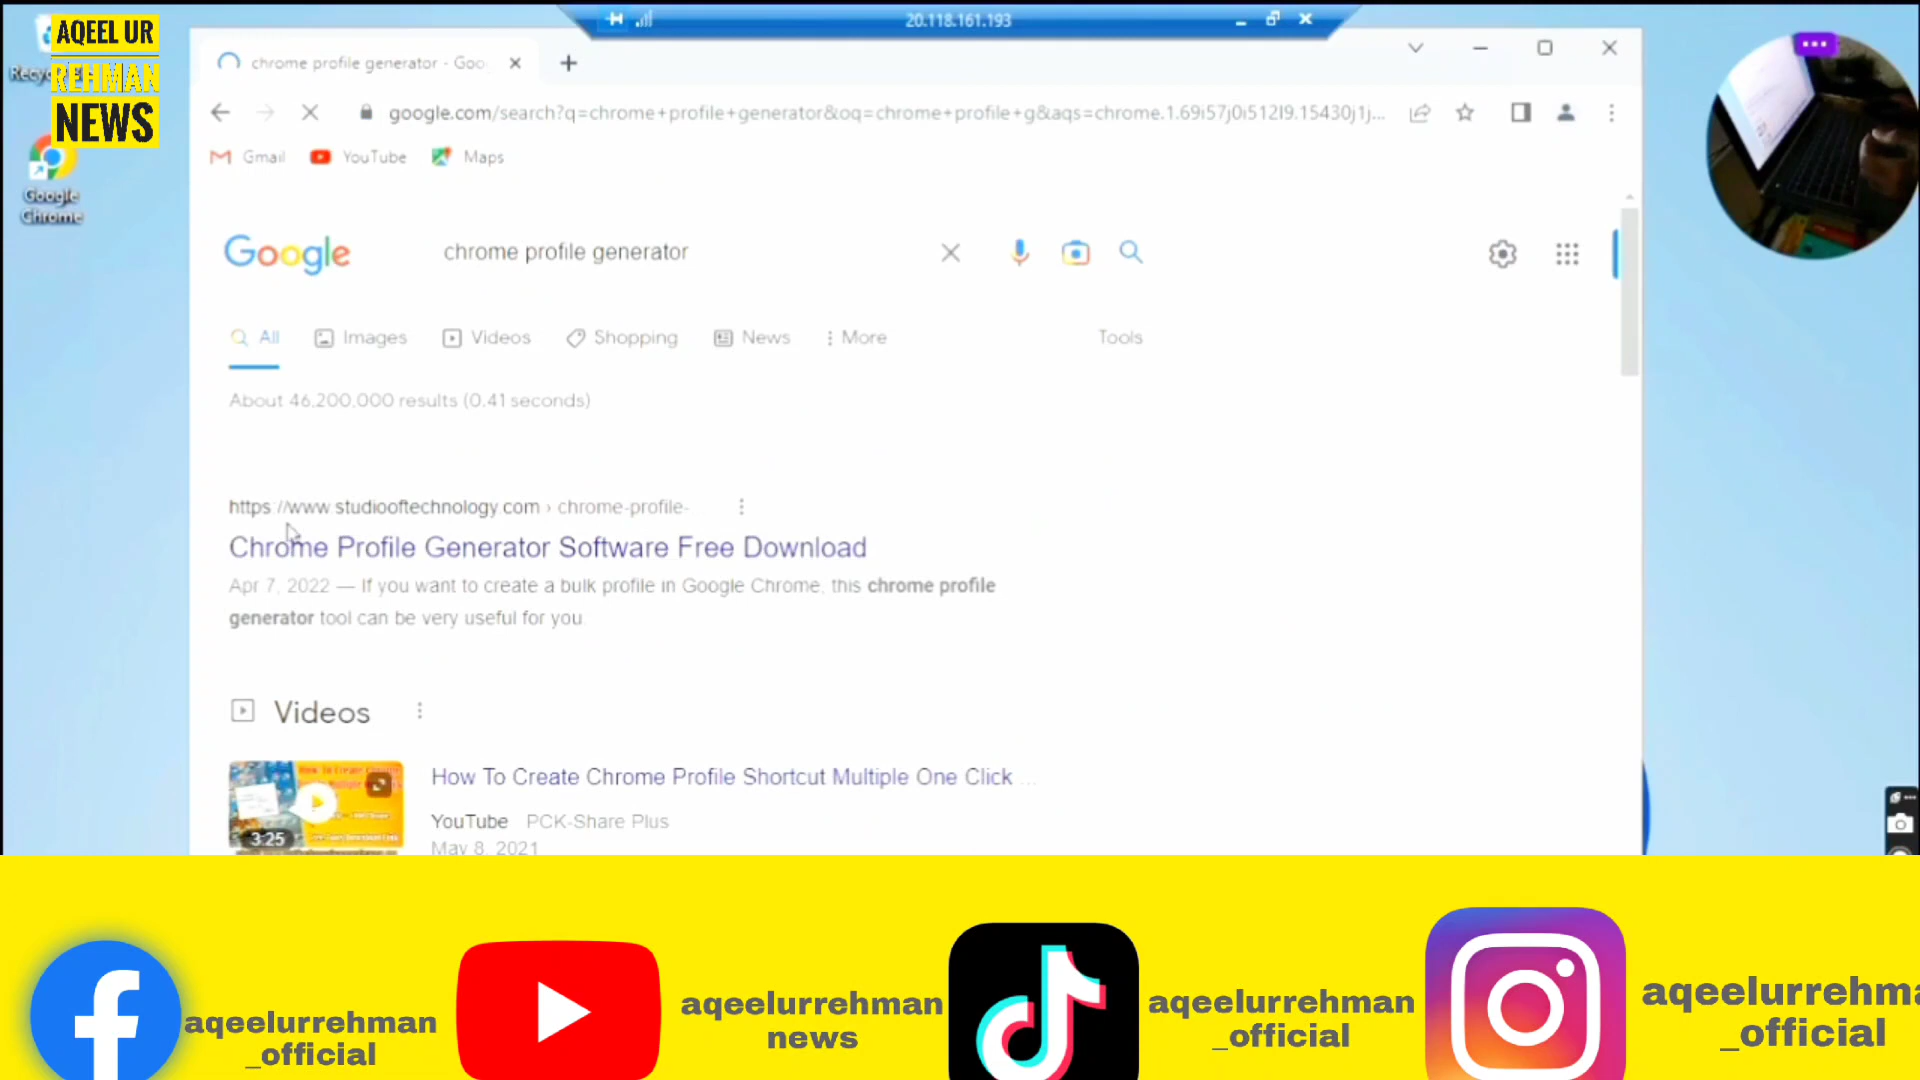 20.118.161.193
AQEEL UR
REHMAN
NEWS
chrome profile generator - Goo
google.com/search?q=chrome+profile+generator&oq=chrome+profile+g&aqs=chrome.1.69i57j0i512l9.15430j1j...
Gmail YouTube Maps
Google
Chrome
Google chrome profile generator
All Images Videos Shopping News More Tools
About 46,200,000 results (0.41 seconds)
https://www.studiooftechnology.com › chrome-profile-
Chrome Profile Generator Software Free Download
Apr 7, 2022 — If you want to create a bulk profile in Google Chrome, this chrome profile
generator tool can be very useful for you.
Videos
How To Create Chrome Profile Shortcut Multiple One Click ...
3:25
YouTube PCK-Share Plus
May 8, 2021
aqeelurrehman
_official
aqeelurrehman
news
aqeelurrehman
_official
aqeelurrehma
_official